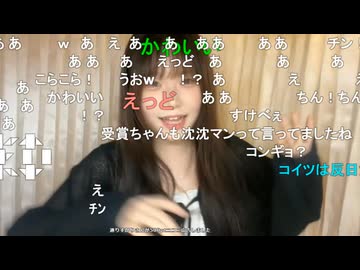 ああ
ｗ あ え あ
あ
ああ
ああ
チン
かわい
ああ
あ
えっど
あ
あ
あ
こらこら！
うおｗ
！？
あ
え
え
かわいい
えっど
ああ
ちん！ちん
！？
すけべぇ
受賞ちゃんも沈沈マンって言ってましたね
コンギョ？
コイツは反日
え
ﾁﾝ